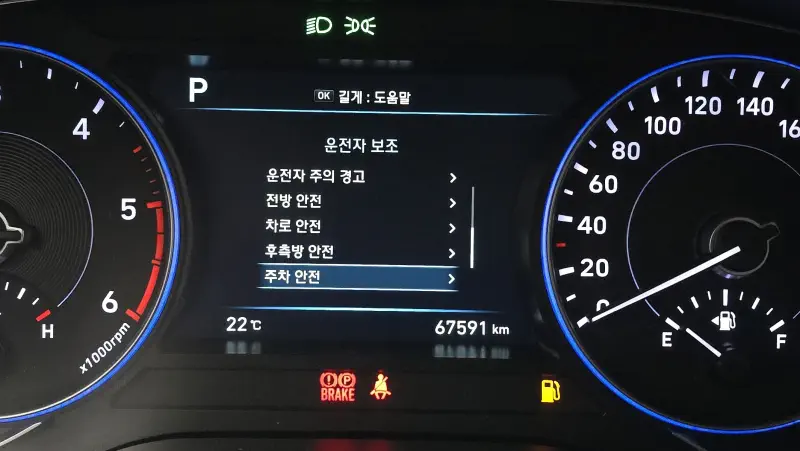 P
OK 길게 : 도움말
운전자 보조
운전자 주의 경고
전방 안전
차로 안전
후측방 안전
주차 안전
22 ℃
67591 km
4
5
6
x1000rpm
H
0
20
40
60
80
100
120
140
E
F
P
BRAKE